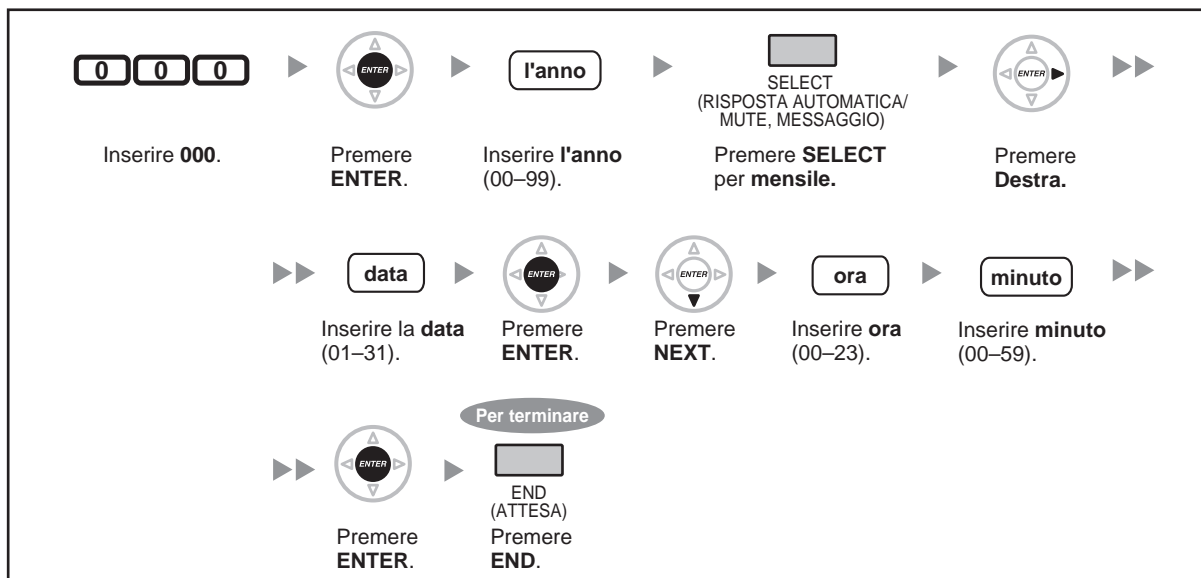 0 0 0
ENTER
l'anno
SELECT
(RISPOSTA AUTOMATICA/
MUTE, MESSAGGIO)
ENTER
Inserire 000.
Premere
ENTER.
Inserire l'anno
(00–99).
Premere SELECT
per mensile.
Premere
Destra.
data
ENTER
ENTER
ora
minuto
Inserire la data
(01–31).
Premere
ENTER.
Premere
NEXT.
Inserire ora
(00–23).
Inserire minuto
(00–59).
ENTER
Per terminare
END
(ATTESA)
Premere
ENTER.
Premere
END.